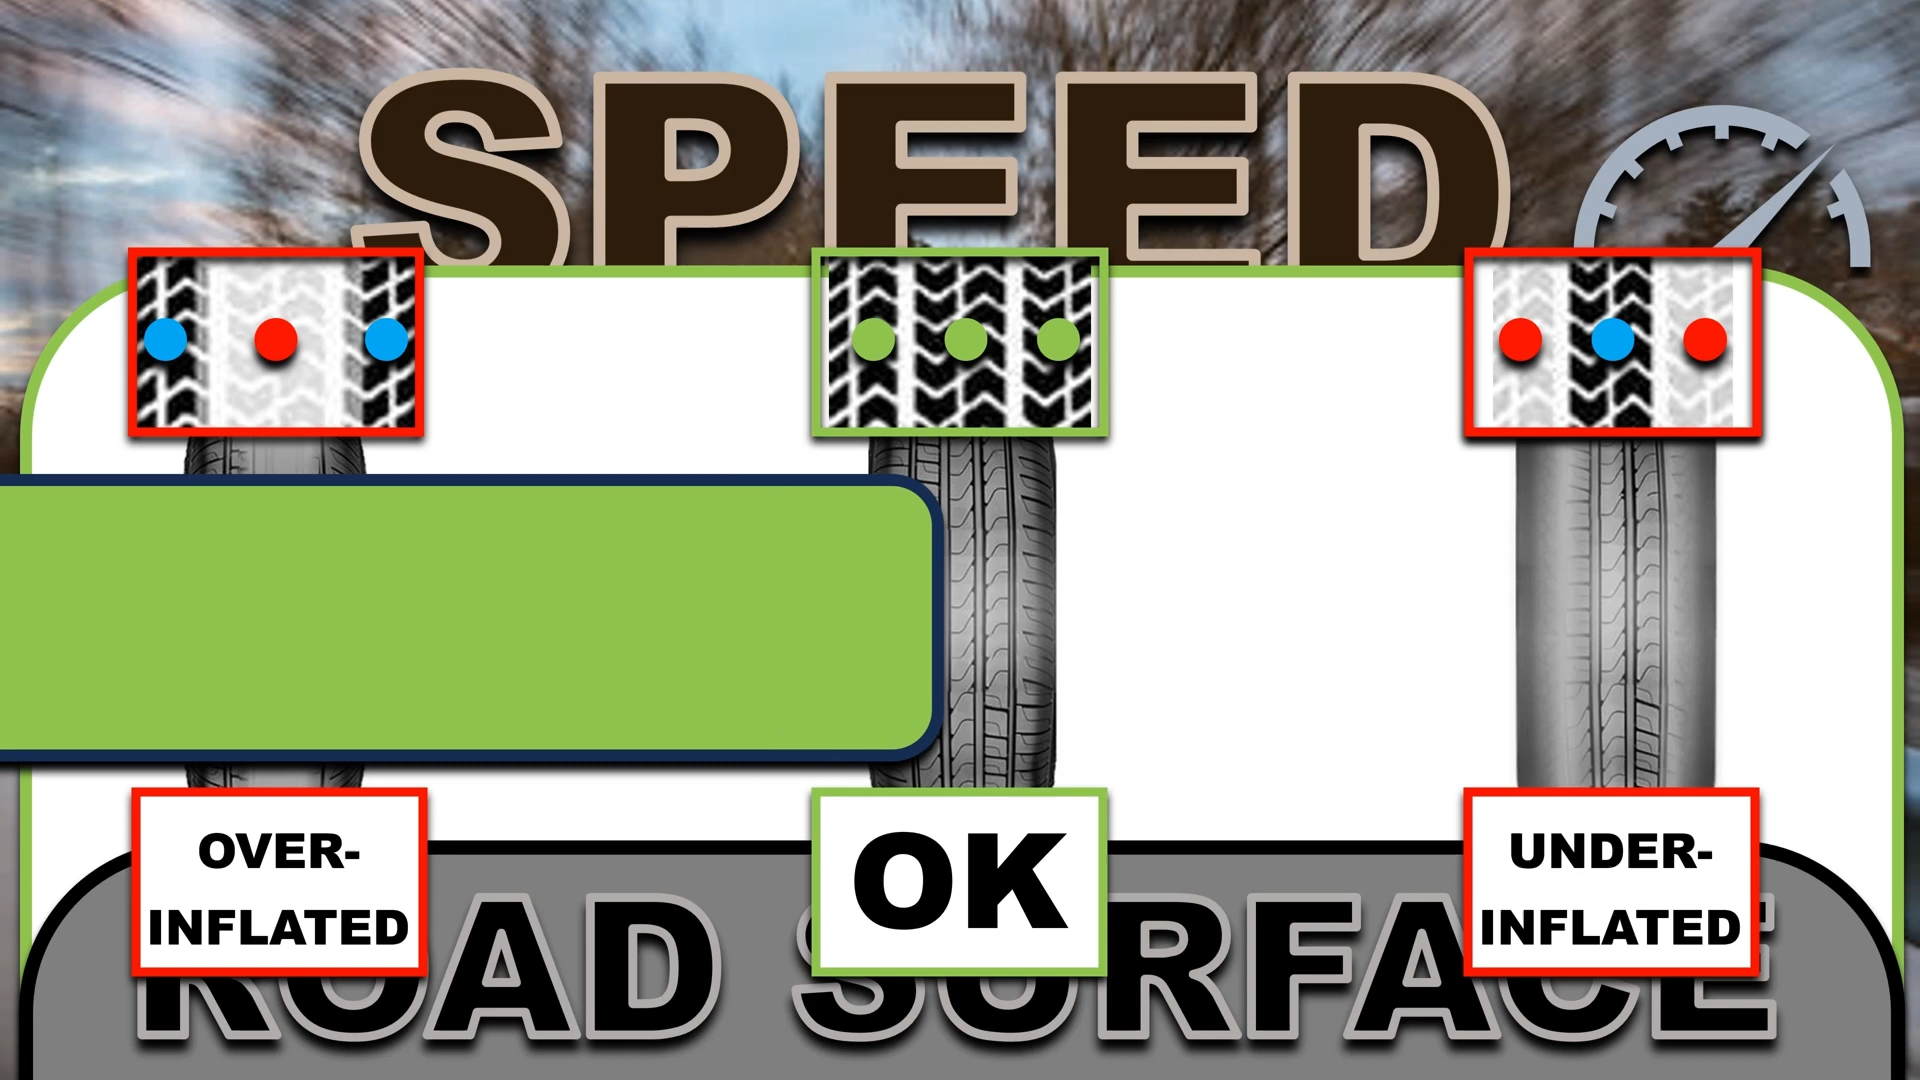 SPEED
OVER-
INFLATED
OK
UNDER-
INFLATED
ROAD SURFACE